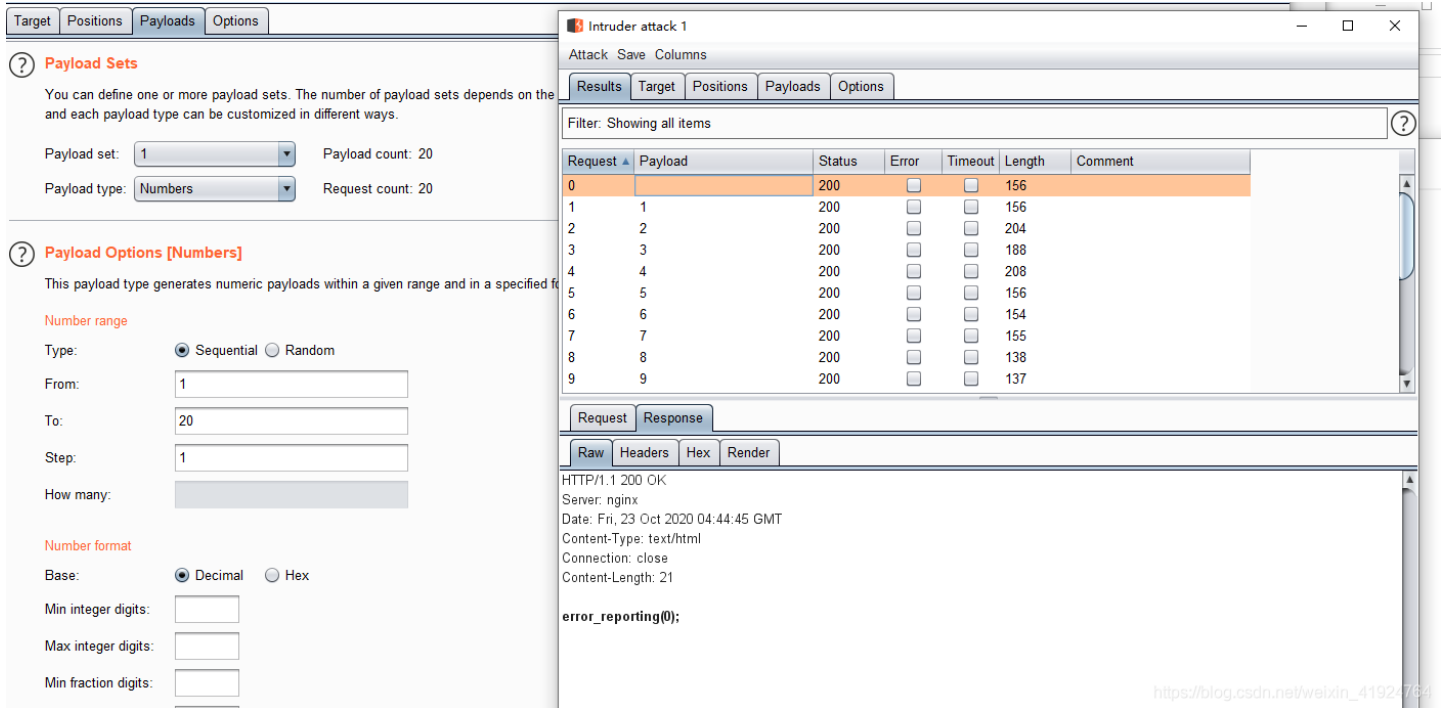 Target Positions Payloads Options
Payload Sets
You can define one or more payload sets. The number of payload sets depends on the
and each payload type can be customized in different ways.
Payload set: 1 Payload count: 20
Payload type: Numbers Request count: 20
Payload Options [Numbers]
This payload type generates numeric payloads within a given range and in a specified
Number range
Type: Sequential Random
From: 1
To: 20
Step: 1
How many:
Number format
Base: Decimal Hex
Min integer digits:
Max integer digits:
Min fraction digits:
Intruder attack 1
Attack Save Columns
Results Target Positions Payloads Options
Filter: Showing all items
Request Payload Status Error Timeout Length Comment
0 200 156
1 1 200 156
2 2 200 204
3 3 200 188
4 4 200 208
5 5 200 156
6 6 200 154
7 7 200 155
8 8 200 138
9 9 200 137
Request Response
Raw Headers Hex Render
HTTP/1.1 200 OK
Server: nginx
Date: Fri, 23 Oct 2020 04:44:45 GMT
Content-Type: text/html
Connection: close
Content-Length: 21
error_reporting(0);
https://blog.csdn.net/weixin_41924764